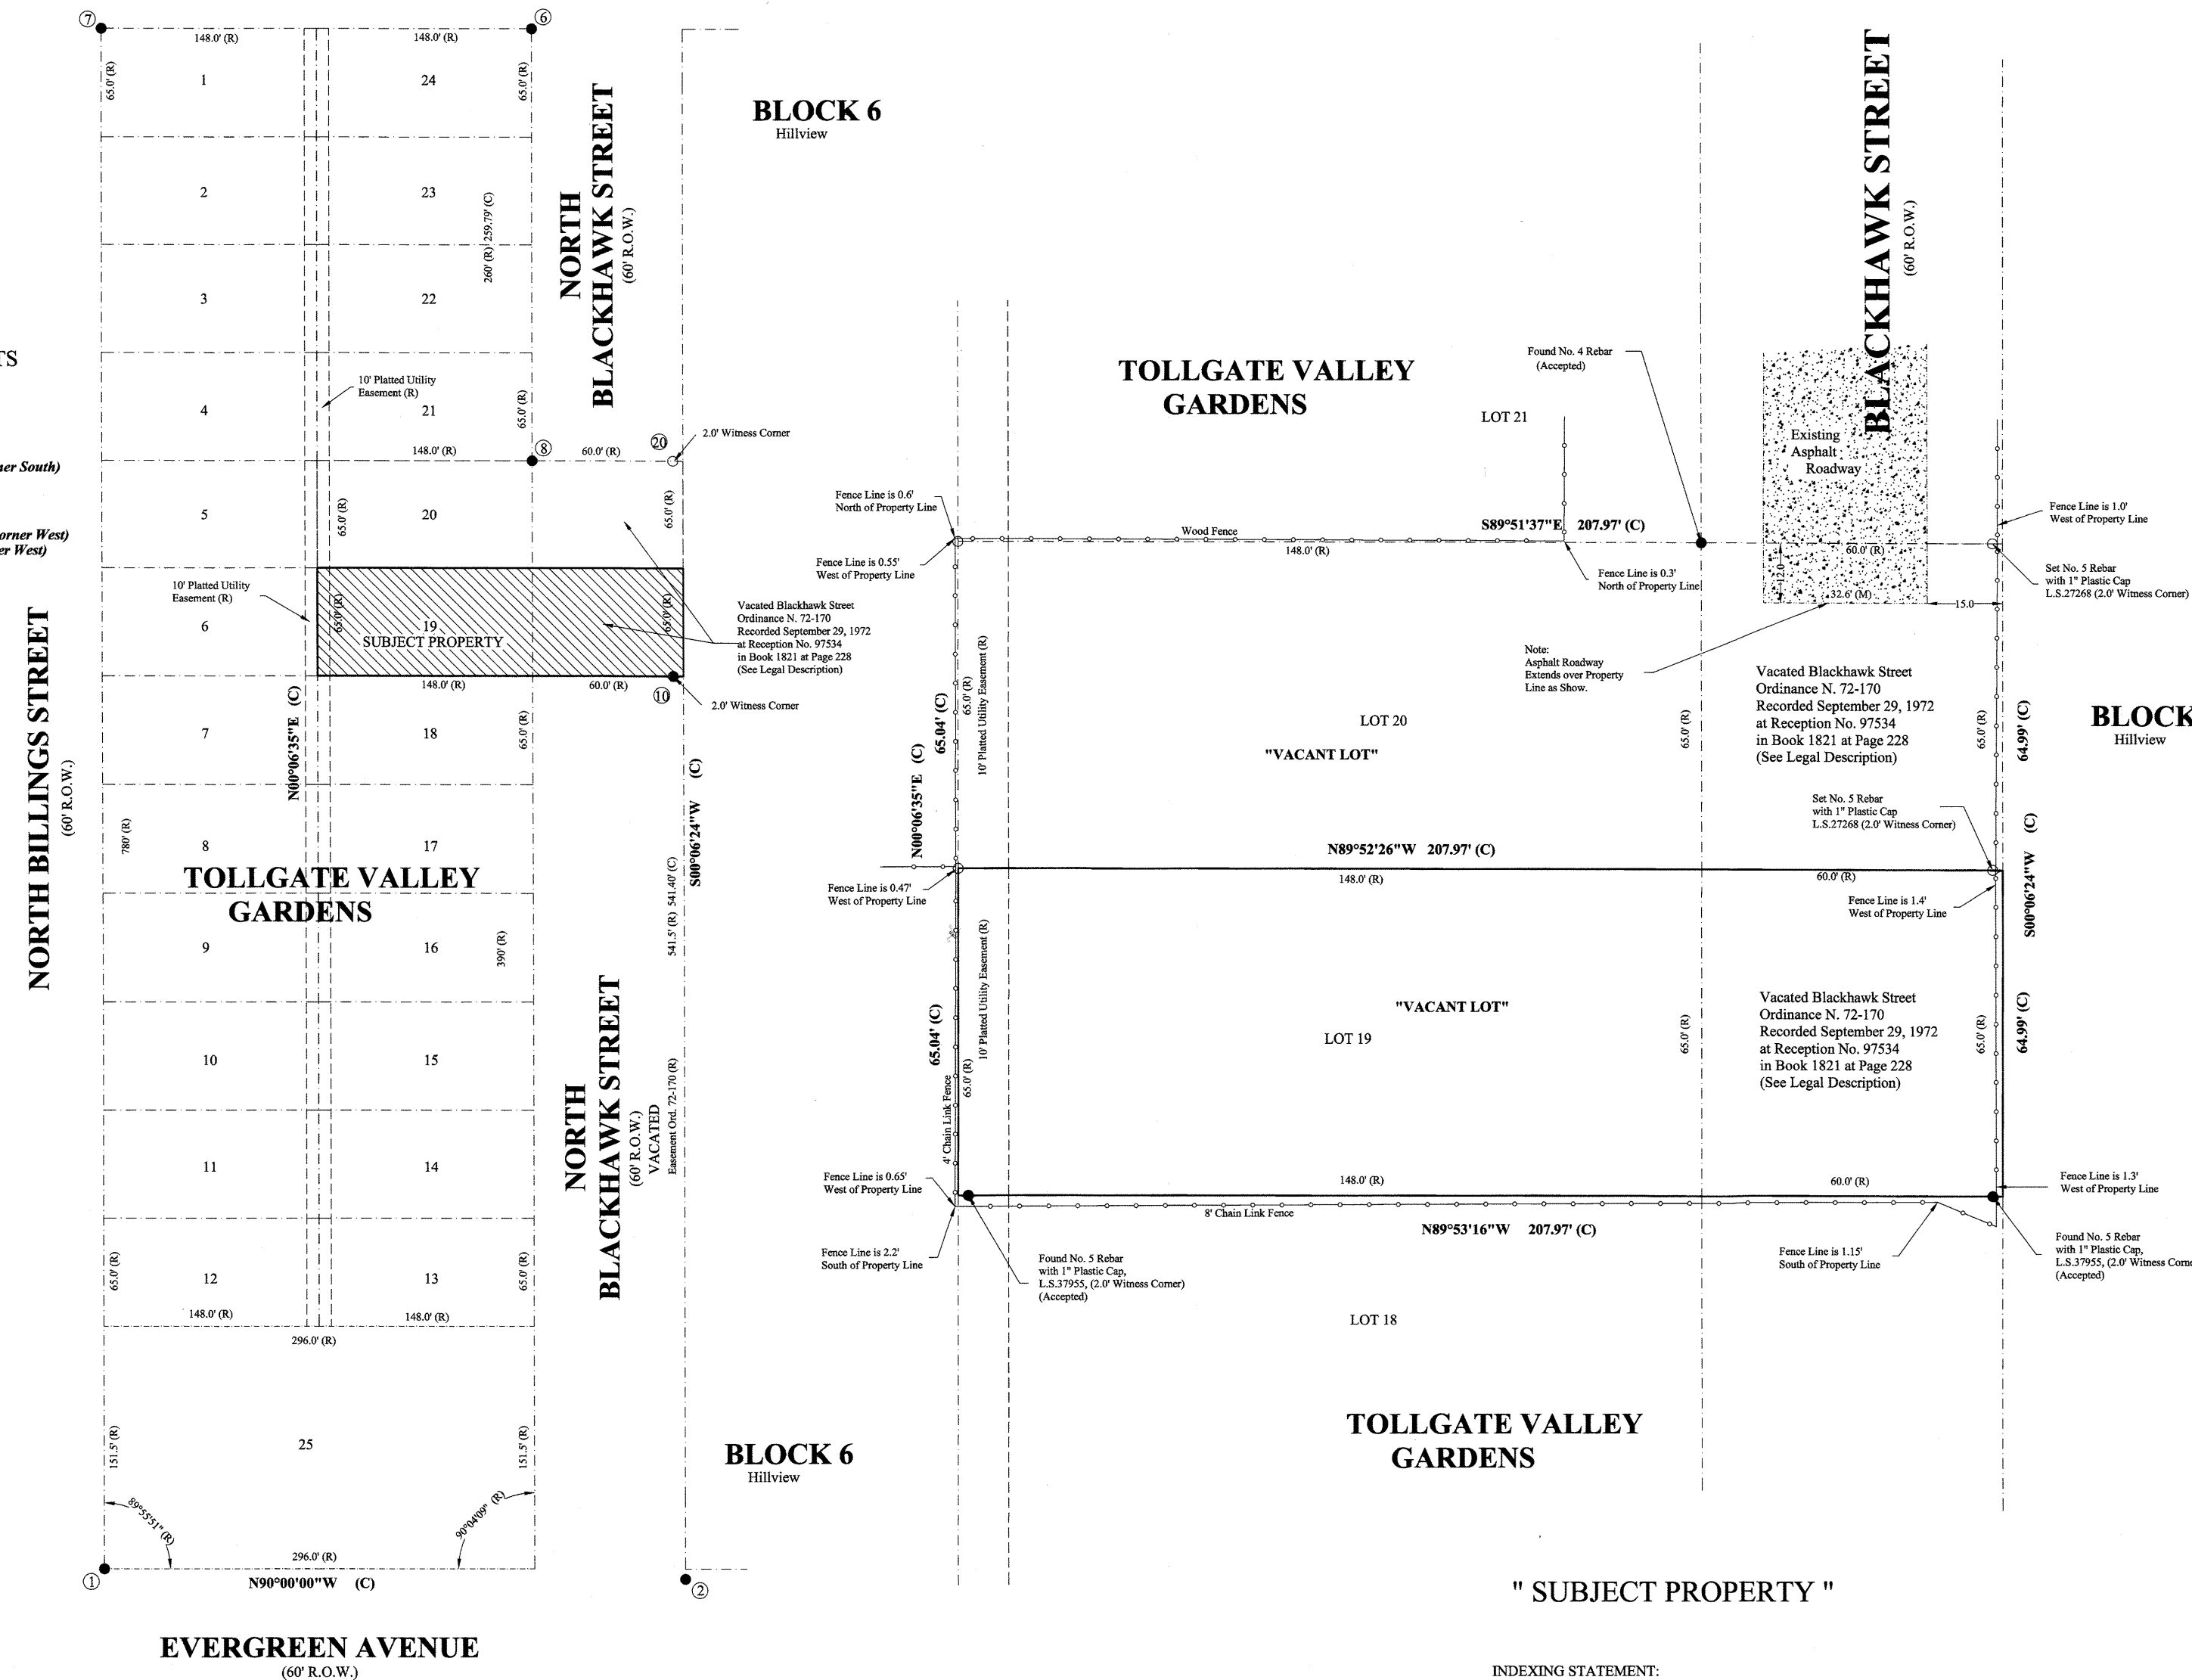 ⑦
⑥
148.0' (R)
148.0' (R)
65.0' (R)
65.0' (R)
1
24
2
23
260' (R) 259.79' (C)
3
22
10' Platted Utility
Easement (R)
65.0' (R)
4
21
148.0' (R)
⑧
60.0' (R)
⑳
2.0' Witness Corner
NORTH
BLACKHAWK STREET
(60' R.O.W.)
BLOCK 6
Hillview
TS
ner South)
orner West)
er West)
5
65.0' (R)
20
65.0' (R)
10' Platted Utility
Easement (R)
6
65.0' (R)
19
SUBJECT PROPERTY
65.0' (R)
Vacated Blackhawk Street
Ordinance N. 72-170
Recorded September 29, 1972
at Reception No. 97534
in Book 1821 at Page 228
(See Legal Description)
148.0' (R)
60.0' (R)
⑩
2.0' Witness Corner
NORTH BILLINGS STREET
(60' R.O.W.)
N00°06'35"E (C)
7
18
65.0' (R)
780' (R)
8
17
S00°06'24"W (C)
541.5' (R) 541.40' (C)
TOLLGATE VALLEY
GARDENS
9
16
390' (R)
10
15
11
14
NORTH
BLACKHAWK STREET
(60' R.O.W.)
VACATED
Easement Ord. 72-170 (R)
65.0' (R)
12
13
65.0' (R)
148.0' (R)
148.0' (R)
296.0' (R)
151.5' (R)
25
151.5' (R)
89°55'51" (R)
90°04'09" (R)
296.0' (R)
①
N90°00'00"W (C)
②
BLOCK 6
Hillview
EVERGREEN AVENUE
(60' R.O.W.)
BLACKHAWK STREET
(60' R.O.W.)
TOLLGATE VALLEY
GARDENS
Found No. 4 Rebar
(Accepted)
LOT 21
Existing
Asphalt
Roadway
Fence Line is 0.6'
North of Property Line
Wood Fence
S89°51'37"E 207.97' (C)
148.0' (R)
60.0' (R)
Fence Line is 1.0'
West of Property Line
Fence Line is 0.55'
West of Property Line
Fence Line is 0.3'
North of Property Line
12.0
32.6' (M)
15.0
Set No. 5 Rebar
with 1" Plastic Cap
L.S.27268 (2.0' Witness Corner)
Note:
Asphalt Roadway
Extends over Property
Line as Show.
Vacated Blackhawk Street
Ordinance N. 72-170
Recorded September 29, 1972
at Reception No. 97534
in Book 1821 at Page 228
(See Legal Description)
N00°06'35"E (C)
65.04' (C)
65.0' (R)
10' Platted Utility Easement (R)
LOT 20
"VACANT LOT"
65.0' (R)
65.0' (R)
64.99' (C)
BLOCK
Hillview
Set No. 5 Rebar
with 1" Plastic Cap
L.S.27268 (2.0' Witness Corner)
S00°06'24"W (C)
N89°52'26"W 207.97' (C)
148.0' (R)
60.0' (R)
Fence Line is 0.47'
West of Property Line
Fence Line is 1.4'
West of Property Line
65.04' (C)
4' Chain Link Fence
65.0' (R)
10' Platted Utility Easement (R)
"VACANT LOT"
LOT 19
65.0' (R)
Vacated Blackhawk Street
Ordinance N. 72-170
Recorded September 29, 1972
at Reception No. 97534
in Book 1821 at Page 228
(See Legal Description)
65.0' (R)
64.99' (C)
Fence Line is 0.65'
West of Property Line
148.0' (R)
60.0' (R)
Fence Line is 1.3'
West of Property Line
8' Chain Link Fence
N89°53'16"W 207.97' (C)
Fence Line is 2.2'
South of Property Line
Found No. 5 Rebar
with 1" Plastic Cap,
L.S.37955, (2.0' Witness Corner)
(Accepted)
Fence Line is 1.15'
South of Property Line
Found No. 5 Rebar
with 1" Plastic Cap,
L.S.37955, (2.0' Witness Corne
(Accepted)
LOT 18
TOLLGATE VALLEY
GARDENS
" SUBJECT PROPERTY "
INDEXING STATEMENT: